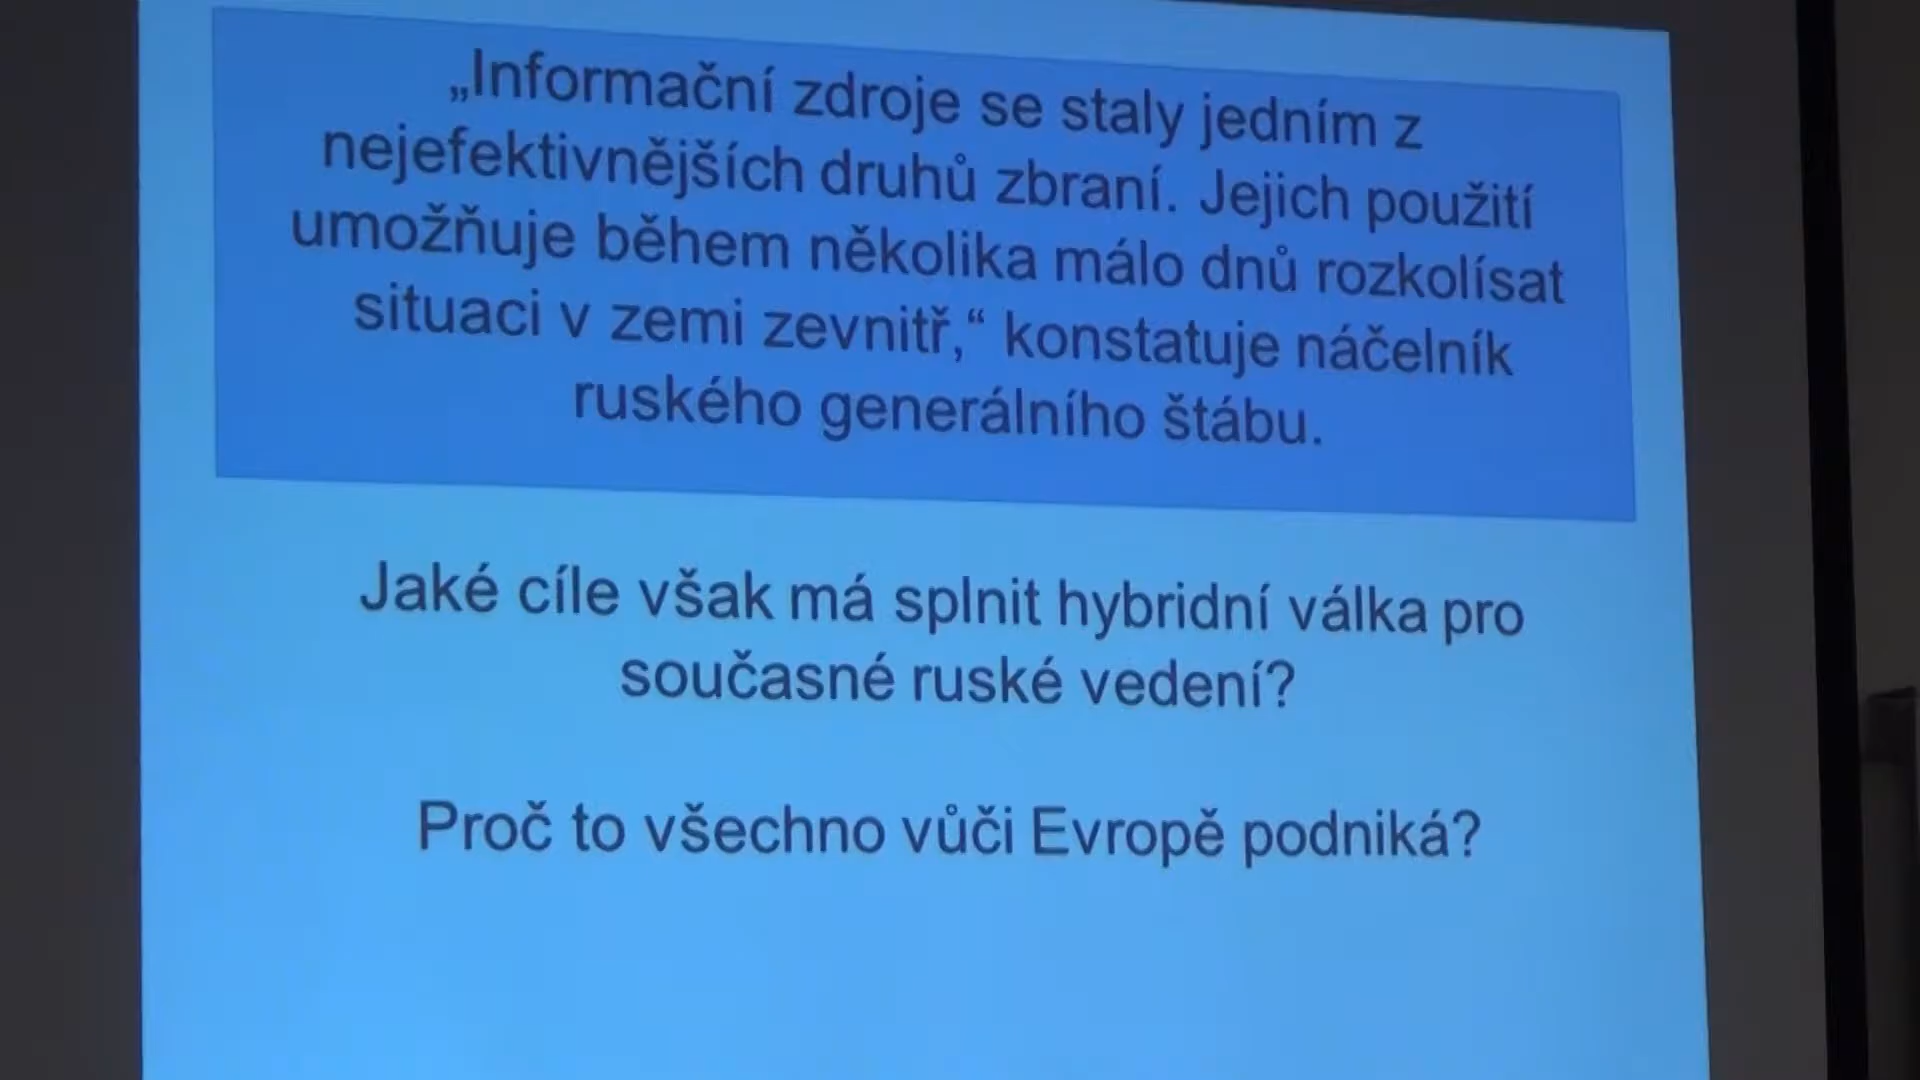 „Informační zdroje se staly jedním z
nejefektivnějších druhů zbraní. Jejich použití
umožňuje během několika málo dnů rozkolísat
situaci v zemi zevnitř,“ konstatuje náčelník
ruského generálního štábu.
Jaké cíle však má splnit hybridní válka pro
současné ruské vedení?
Proč to všechno vůči Evropě podniká?